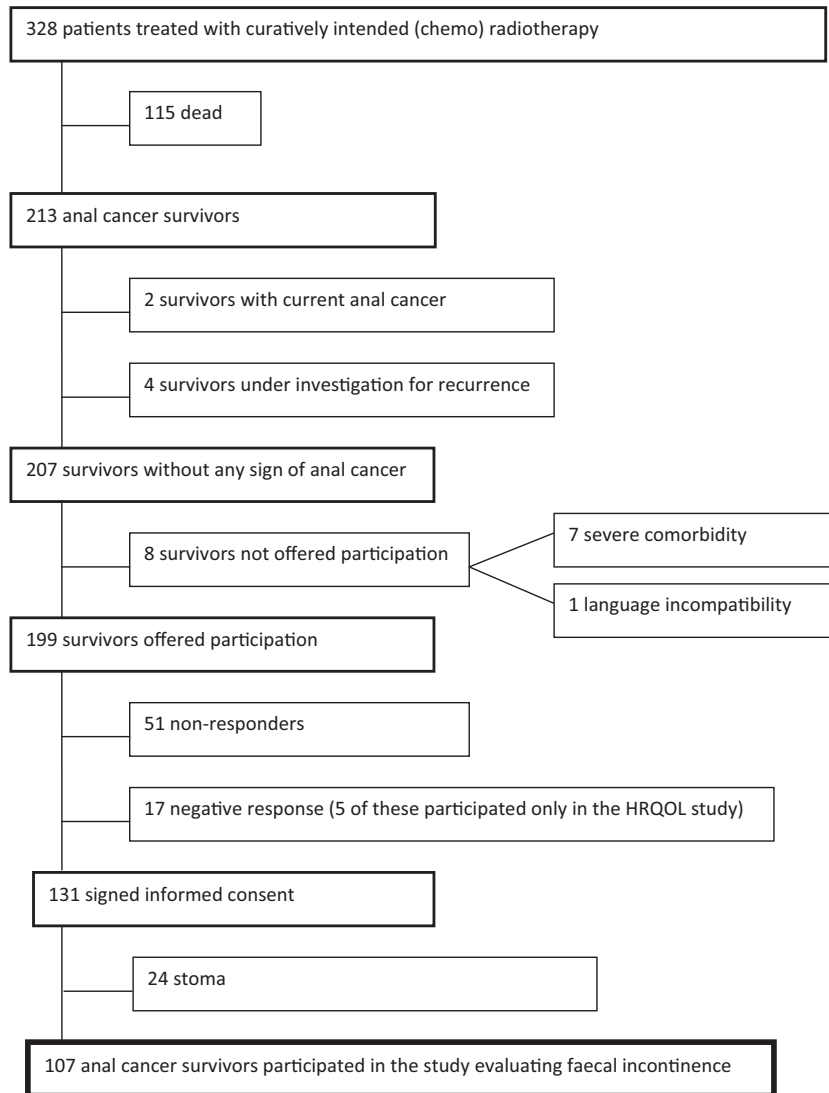 328 patients treated with curatively intended (chemo) radiotherapy
115 dead
213 anal cancer survivors
2 survivors with current anal cancer
4 survivors under investigation for recurrence
207 survivors without any sign of anal cancer
8 survivors not offered participation
7 severe comorbidity
1 language incompatibility
199 survivors offered participation
51 non-responders
17 negative response (5 of these participated only in the HRQOL study)
131 signed informed consent
24 stoma
107 anal cancer survivors participated in the study evaluating faecal incontinence